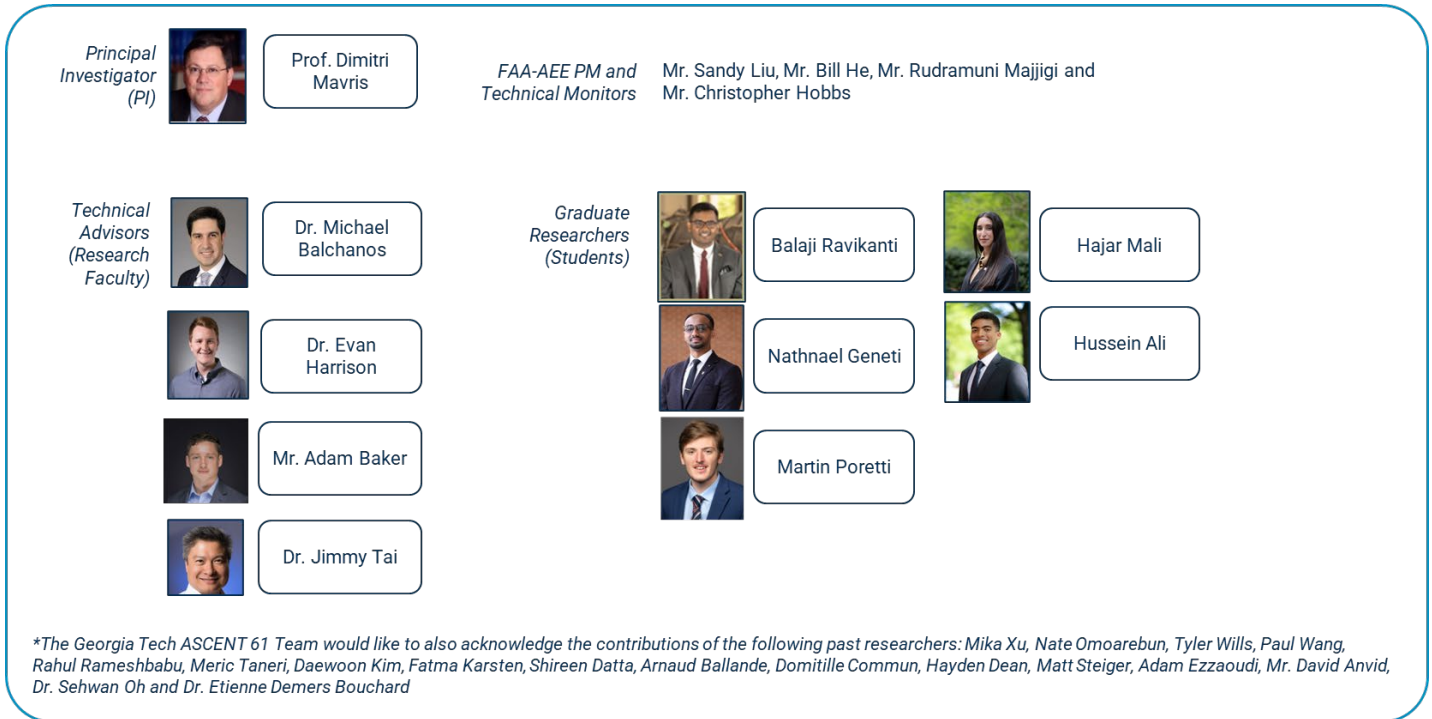 Principal
Investigator
(PI)
Prof. Dimitri
Mavris
FAA-AEE PM and
Technical Monitors
Mr. Sandy Liu, Mr. Bill He, Mr. Rudramuni Majjigi and
Mr. Christopher Hobbs
Technical
Advisors
(Research
Faculty)
Dr. Michael
Balchanos
Dr. Evan
Harrison
Mr. Adam Baker
Dr. Jimmy Tai
Graduate
Researchers
(Students)
Balaji Ravikanti
Hajar Mali
Nathnael Geneti
Hussein Ali
Martin Poretti
*The Georgia Tech ASCENT 61 Team would like to also acknowledge the contributions of the following past researchers: Mika Xu, Nate Omoarebun, Tyler Wills, Paul Wang,
Rahul Rameshbabu, Meric Taneri, Daewoon Kim, Fatma Karsten, Shireen Datta, Arnaud Ballande, Domitille Commun, Hayden Dean, Matt Steiger, Adam Ezzaoudi, Mr. David Anvid,
Dr. Sehwan Oh and Dr. Etienne Demers Bouchard